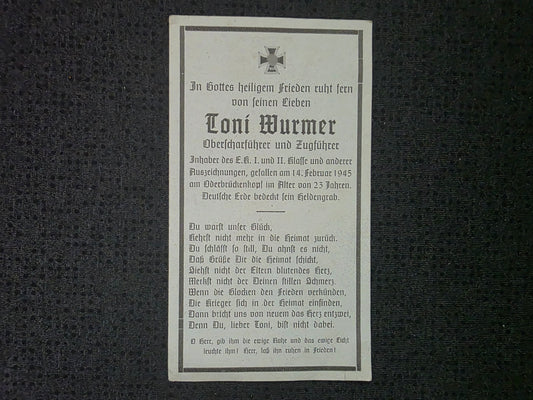 In Gottes heiligem Frieden ruht fern
von seinen Lieben
Toni Wurmer
Oberscharführer und Zugführer
Inhaber des E.K. I. und II. Klasse und anderer
Auszeichnungen, gefallen am 14. Februar 1945
am Oderbrückenkopf im Alter von 23 Jahren.
Deutsche Erde bedeckt sein Heldengrab.
Du warst unser Glück,
Kehrst nicht mehr in die Heimat zurück.
Du schläfst so still, Du ahnst es nicht,
Daß Grüße Dir die Heimat schickt,
Siehst nicht der Eltern blutendes Herz,
Merkst nicht der Deinen stillen Schmerz.
Wenn die Glocken den Frieden verkünden,
Die Krieger sich in der Heimat einfinden,
Dann bricht uns von neuem das Herz entzwei,
Denn Du, lieber Toni, bist nicht dabei.
O Herr, gib ihm die ewige Ruhe und das ewige Licht
leuchte ihm! Herr, laß ihn ruhen in Frieden!